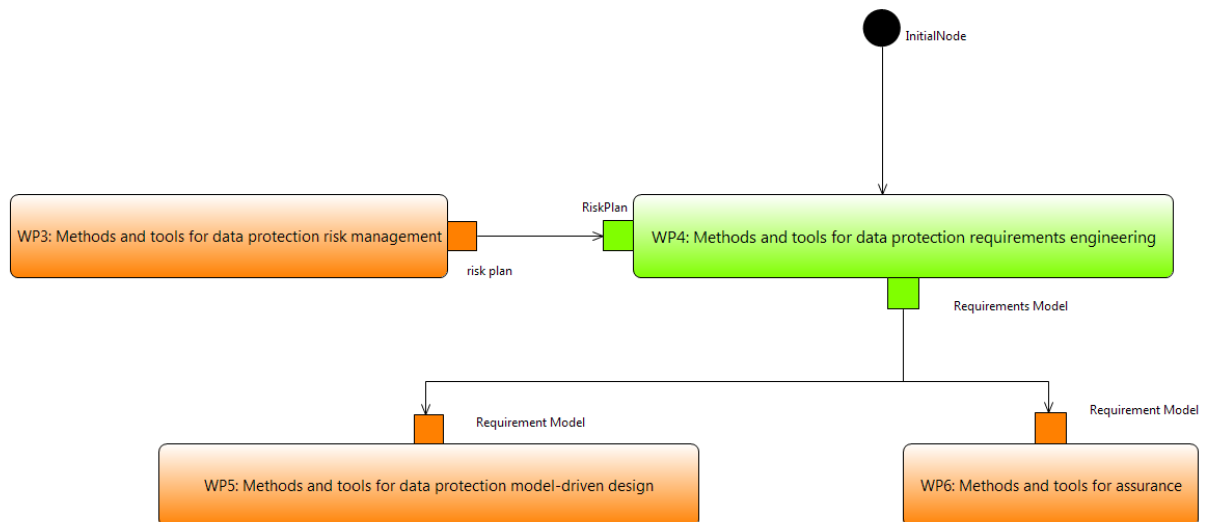 InitialNode
RiskPlan
WP3: Methods and tools for data protection risk management
WP4: Methods and tools for data protection requirements engineering
risk plan
Requirements Model
Requirement Model
Requirement Model
WP5: Methods and tools for data protection model-driven design
WP6: Methods and tools for assurance